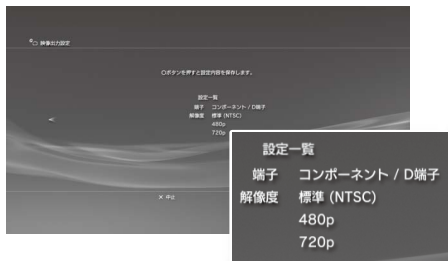 映像出力設定
○ボタンを押すと設定内容を保存します。
設定一覧
端子 コンポーネント / D端子
解像度 標準 (NTSC)
480p
720p
× 中止
設定一覧
端子 コンポーネント / D端子
解像度 標準 (NTSC)
480p
720p